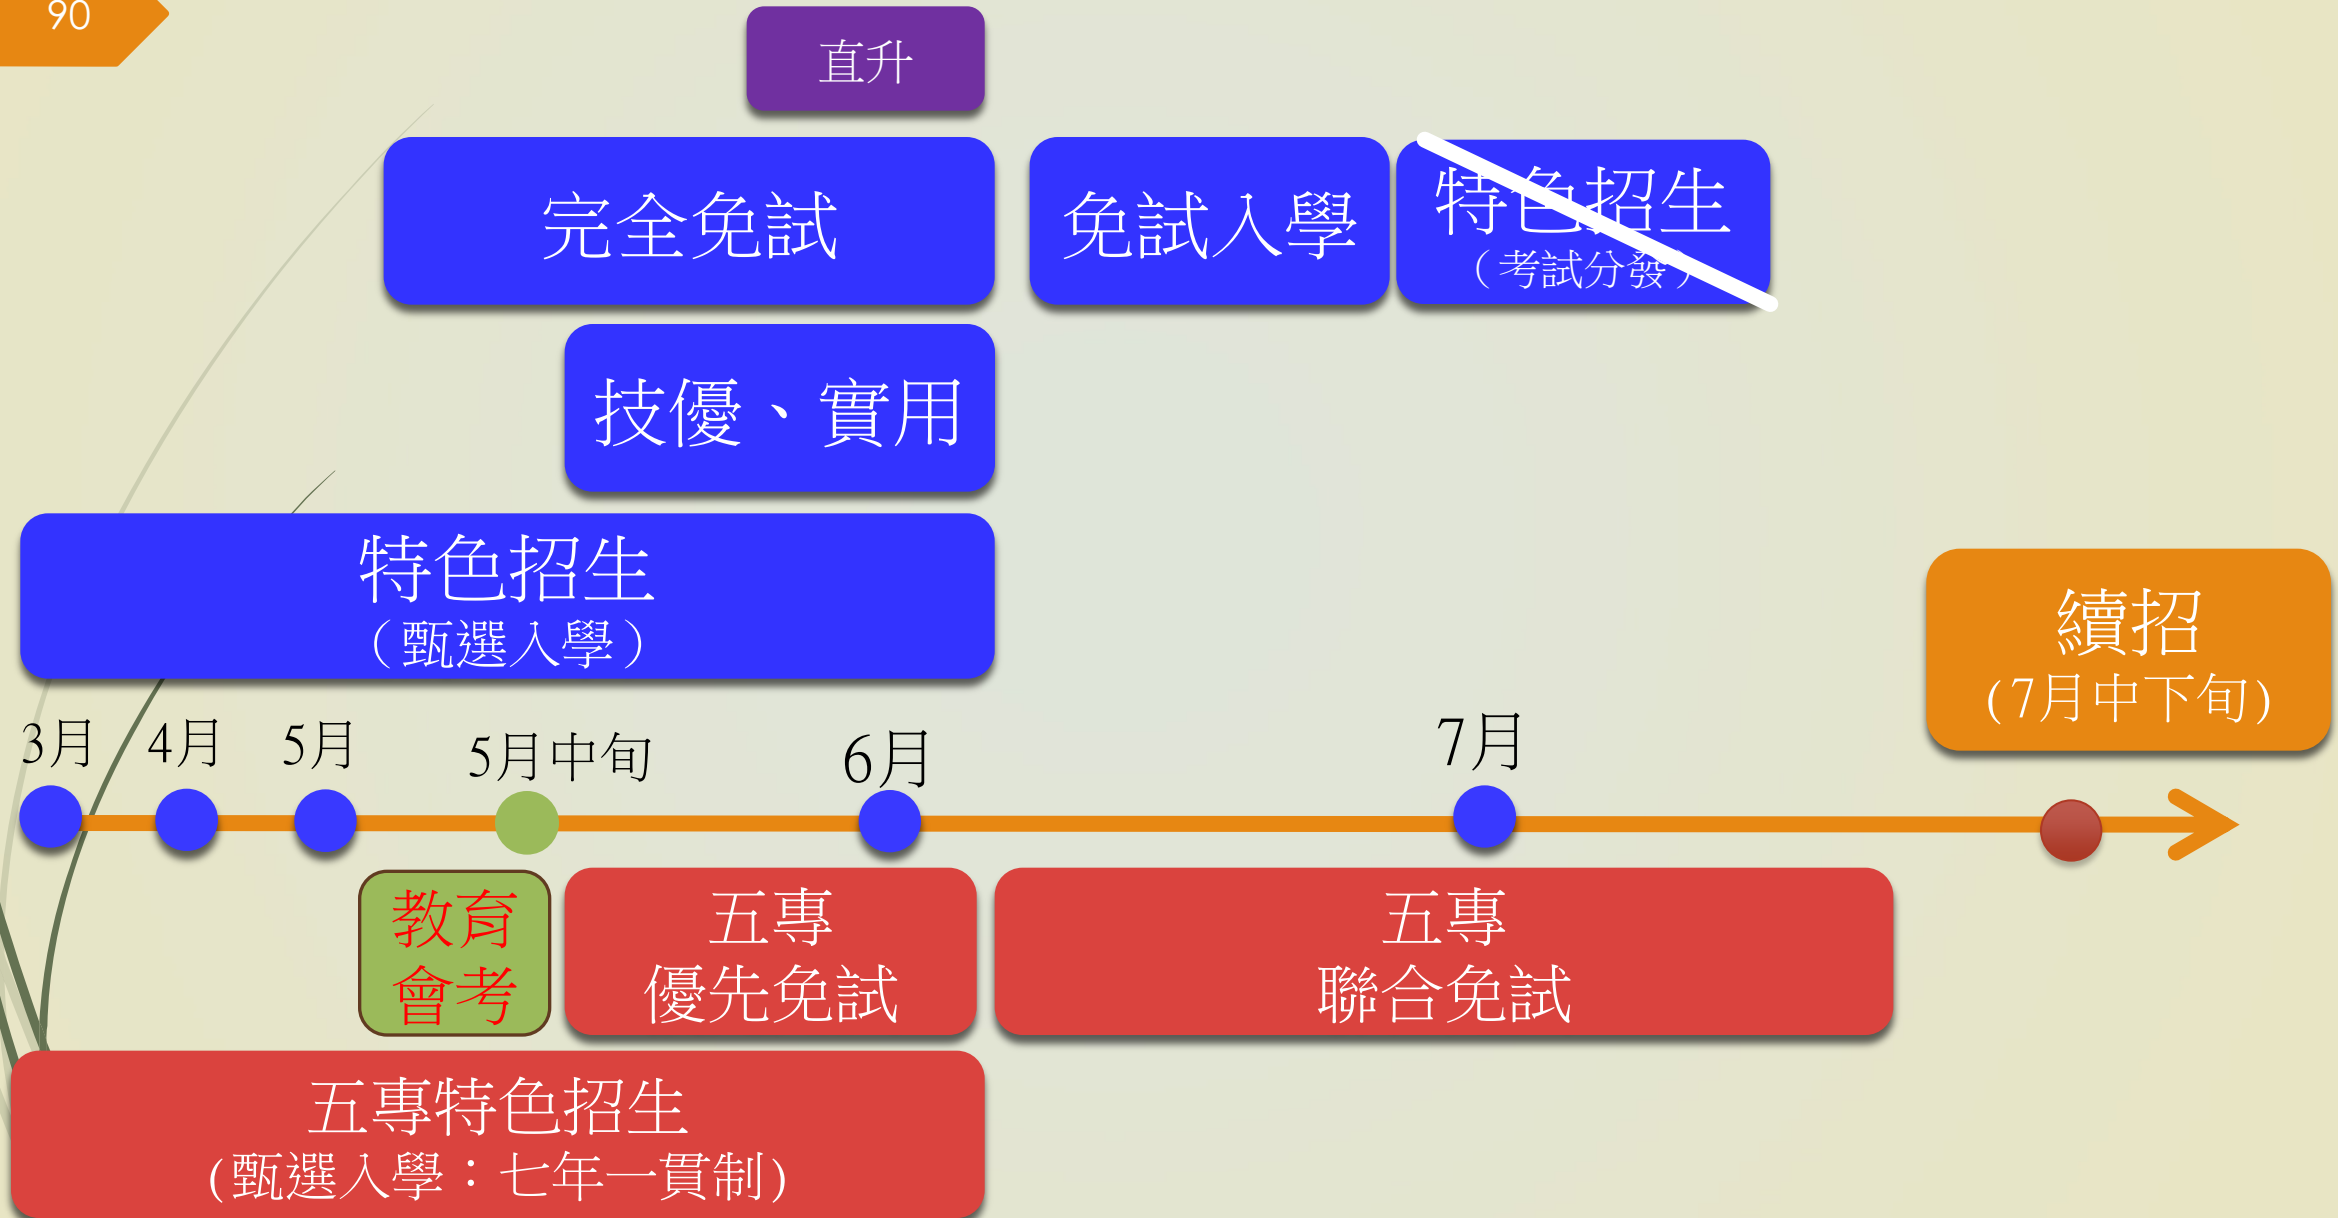 90
直升
完全免試
免試入學
特色招生
（考試分發）
技優、實用
特色招生
（甄選入學）
續招
(7月中下旬)
3月
4月
5月
5月中旬
6月
7月
教育
會考
五專
優先免試
五專
聯合免試
五專特色招生
(甄選入學：七年一貫制)